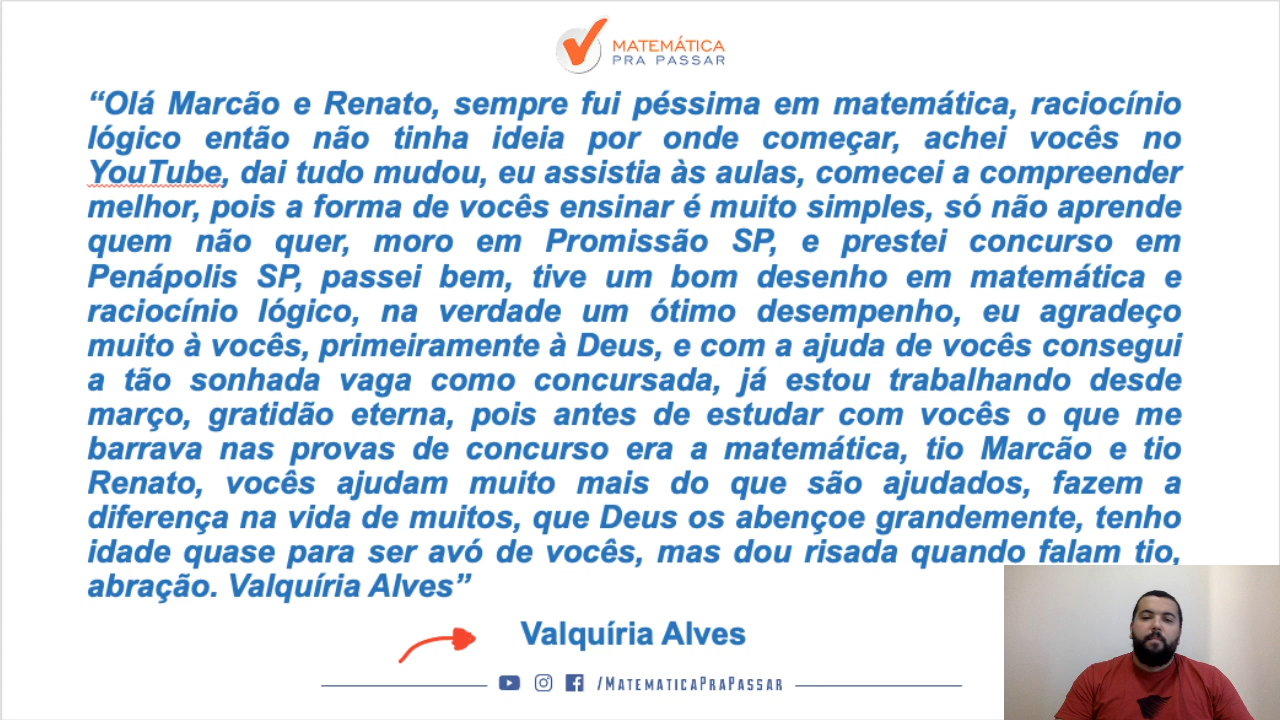 MATEMÁTICA
PRA PASSAR
“Olá Marcão e Renato, sempre fui péssima em matemática, raciocínio
lógico então não tinha ideia por onde começar, achei vocês no
YouTube, dai tudo mudou, eu assistia às aulas, comecei a compreender
melhor, pois a forma de vocês ensinar é muito simples, só não aprende
quem não quer, moro em Promissão SP, e prestei concurso em
Penápolis SP, passei bem, tive um bom desenho em matemática e
raciocínio lógico, na verdade um ótimo desempenho, eu agradeço
muito à vocês, primeiramente à Deus, e com a ajuda de vocês consegui
a tão sonhada vaga como concursada, já estou trabalhando desde
março, gratidão eterna, pois antes de estudar com vocês o que me
barrava nas provas de concurso era a matemática, tio Marcão e tio
Renato, vocês ajudam muito mais do que são ajudados, fazem a
diferença na vida de muitos, que Deus os abençoe grandemente, tenho
idade quase para ser avó de vocês, mas dou risada quando falam tio,
abração. Valquíria Alves”
Valquíria Alves
/MATEMATICAPRAPASSAR